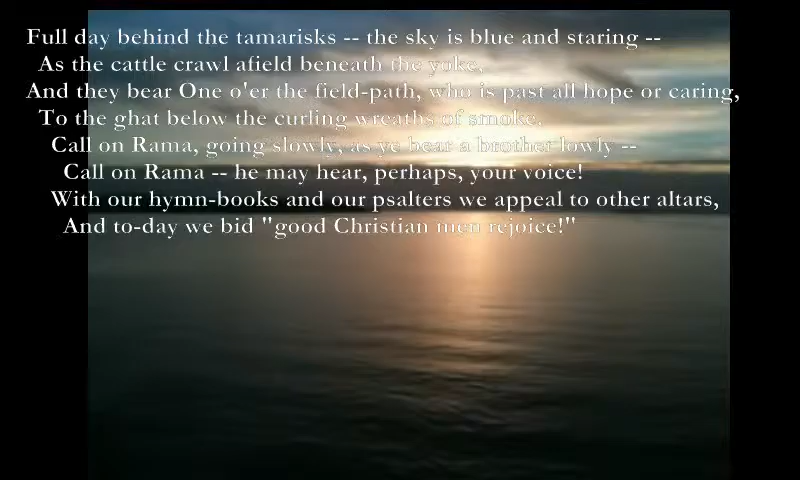 Full day behind the tamarisks -- the sky is blue and staring --
As the cattle crawl afield beneath the yoke,
And they bear One o'er the field-path, who is past all hope or caring,
To the ghat below the curling wreaths of smoke.
Call on Rama, going slowly, as ye bear a brother lowly --
Call on Rama -- he may hear, perhaps, your voice!
With our hymn-books and our psalters we appeal to other altars,
And to-day we bid "good Christian men rejoice!"